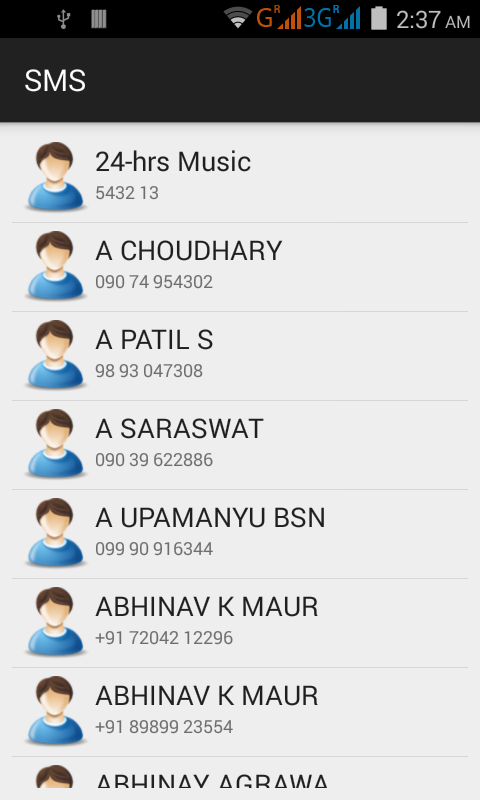 G R 3G R 2:37 AM
SMS
24-hrs Music
5432 13
A CHOUDHARY
090 74 954302
A PATIL S
98 93 047308
A SARASWAT
090 39 622886
A UPAMANYU BSN
099 90 916344
ABHINAV K MAUR
+91 72042 12296
ABHINAV K MAUR
+91 89899 23554
ABHINAY AGRAWA